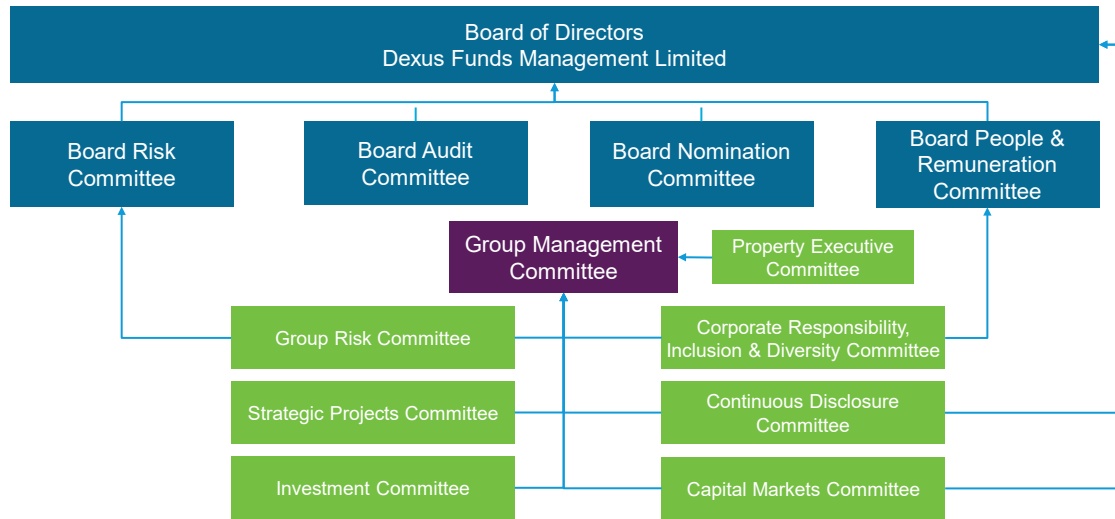 Board of Directors
Dexus Funds Management Limited
Board Risk
Committee
Board Audit
Committee
Board Nomination
Committee
Board People &
Remuneration
Committee
Group Management
Committee
Property Executive
Committee
Group Risk Committee
Corporate Responsibility,
Inclusion & Diversity Committee
Strategic Projects Committee
Continuous Disclosure
Committee
Investment Committee
Capital Markets Committee